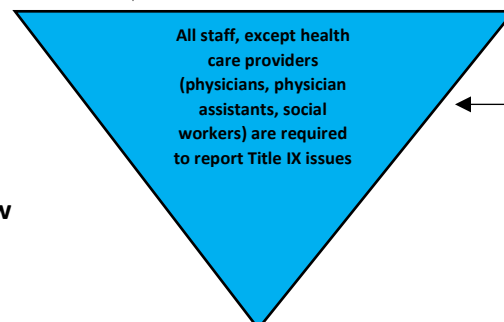 All staff, except health
care providers
(physicians, physician
assistants, social
workers) are required
to report Title IX issues
w